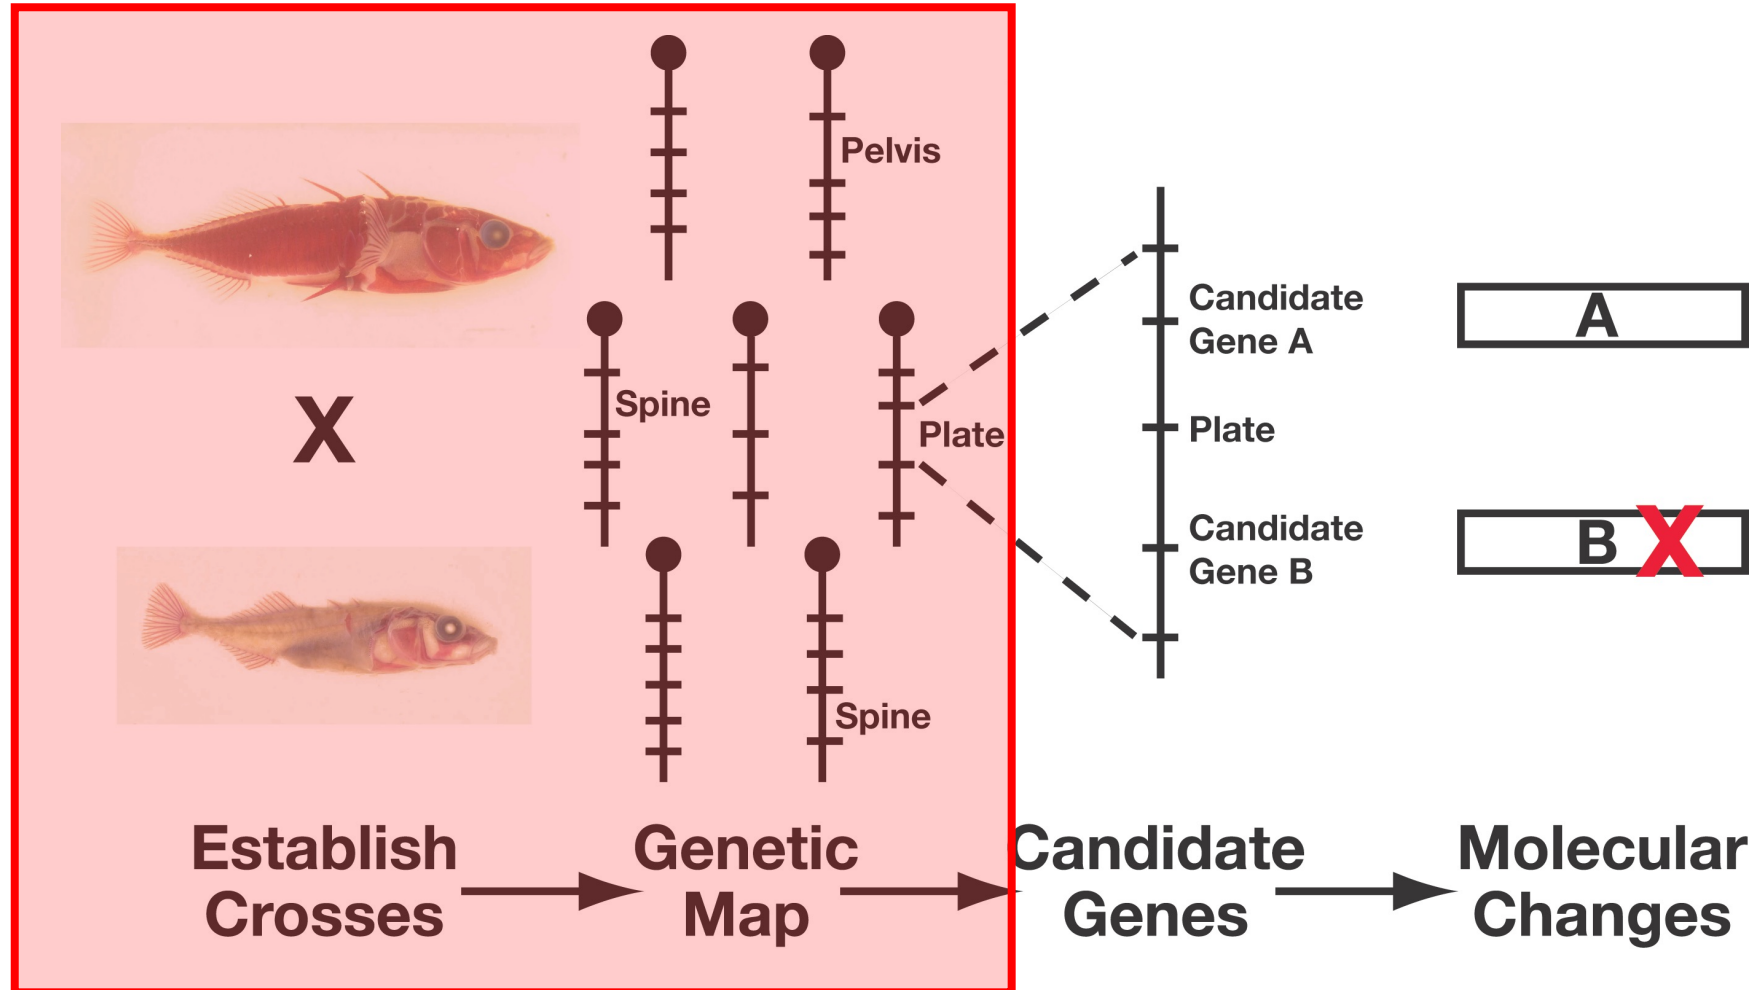 Pelvis
Spine
Plate
Spine
X
Candidate
Gene A
Plate
Candidate
Gene B
A
B X
Establish
Crosses
Genetic
Map
Candidate
Genes
Molecular
Changes